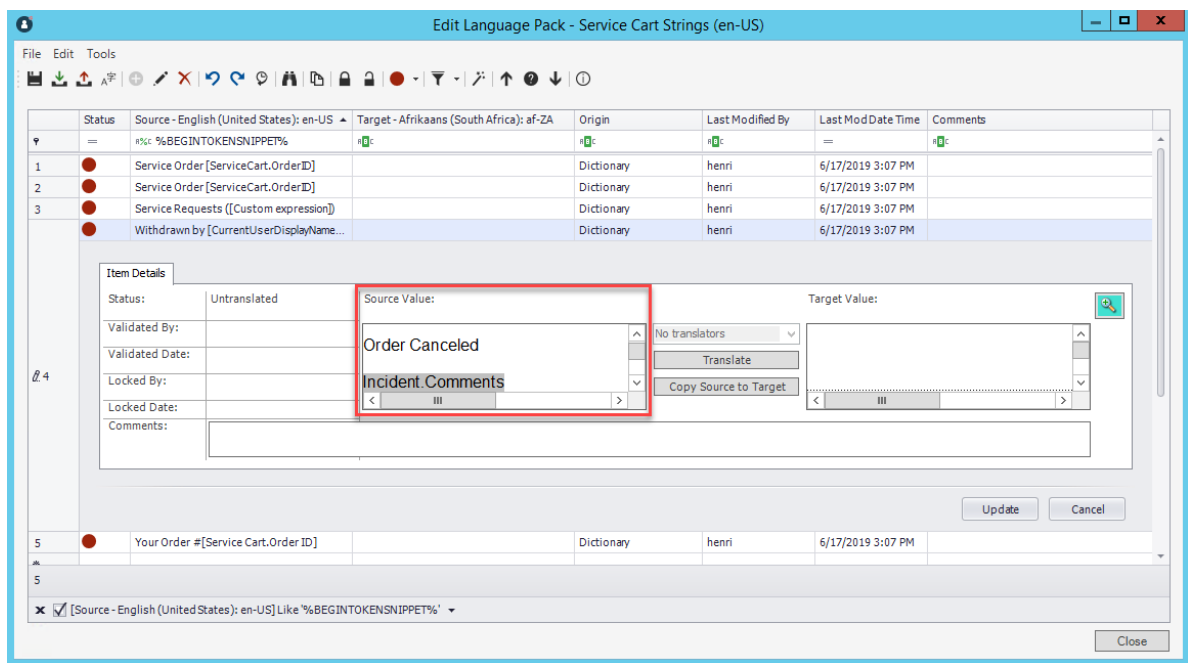 Edit Language Pack - Service Cart Strings (en-US)
File Edit Tools
Status Source - English (United States): en-US Target - Afrikaans (South Africa): af-ZA Origin Last Modified By Last Mod Date Time Comments
= %BEGINTOKENSNIPPET% =
1 Service Order [ServiceCart.OrderID] Dictionary henri 6/17/2019 3:07 PM
2 Service Order [ServiceCart.OrderID] Dictionary henri 6/17/2019 3:07 PM
3 Service Requests ([Custom expression]) Dictionary henri 6/17/2019 3:07 PM
Withdrawn by [CurrentUserDisplayName... Dictionary henri 6/17/2019 3:07 PM
Item Details
Status: Untranslated Source Value: Target Value:
Validated By: No translators
Order Canceled
Validated Date: Translate
4 Locked By: Incident.Comments Copy Source to Target
Locked Date:
Comments:
Update Cancel
5 Your Order #[Service Cart.Order ID] Dictionary henri 6/17/2019 3:07 PM
5
[Source - English (United States): en-US] Like '%BEGINTOKENSNIPPET%'
Close